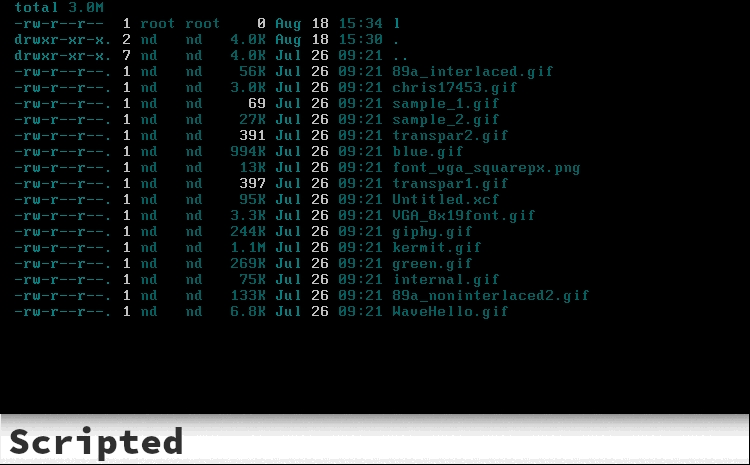 total 3.0M
-rw-r--r-- 1 root root 0 Aug 18 15:34 l
drwxr-xr-x. 2 nd nd 4.0K Aug 18 15:30 .
drwxr-xr-x. 7 nd nd 4.0K Jul 26 09:21 ..
-rw-r--r--. 1 nd nd 56K Jul 26 09:21 89a_interlaced.gif
-rw-r--r--. 1 nd nd 3.0K Jul 26 09:21 chris17453.gif
-rw-r--r--. 1 nd nd 69 Jul 26 09:21 sample_1.gif
-rw-r--r--. 1 nd nd 27K Jul 26 09:21 sample_2.gif
-rw-r--r--. 1 nd nd 391 Jul 26 09:21 transpar2.gif
-rw-r--r--. 1 nd nd 994K Jul 26 09:21 blue.gif
-rw-r--r--. 1 nd nd 13K Jul 26 09:21 font_vga_squarepx.png
-rw-r--r--. 1 nd nd 397 Jul 26 09:21 transpar1.gif
-rw-r--r--. 1 nd nd 95K Jul 26 09:21 Untitled.xcf
-rw-r--r--. 1 nd nd 3.3K Jul 26 09:21 VGA_8x19font.gif
-rw-r--r--. 1 nd nd 244K Jul 26 09:21 giphy.gif
-rw-r--r--. 1 nd nd 1.1M Jul 26 09:21 kermit.gif
-rw-r--r--. 1 nd nd 269K Jul 26 09:21 green.gif
-rw-r--r--. 1 nd nd 75K Jul 26 09:21 internal.gif
-rw-r--r--. 1 nd nd 133K Jul 26 09:21 89a_noninterlaced2.gif
-rw-r--r--. 1 nd nd 6.8K Jul 26 09:21 WaveHello.gif
Scripted